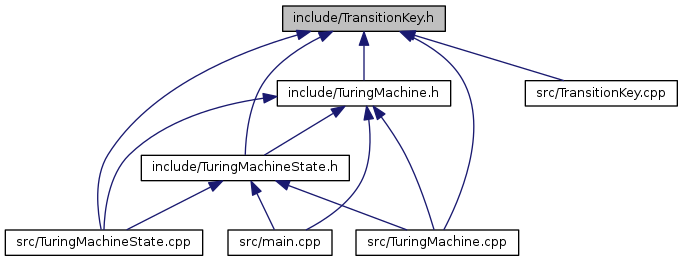 include/TransitionKey.h
include/TuringMachine.h
src/TransitionKey.cpp
include/TuringMachineState.h
src/TuringMachineState.cpp
src/main.cpp
src/TuringMachine.cpp